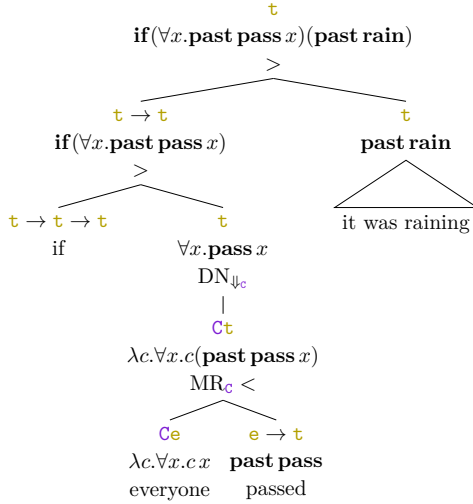 t
if(∀x.past pass x)(past rain)
>
t → t t
if(∀x.past pass x) past rain
>
t → t → t t it was raining
if ∀x.pass x
DN⇓C
Ct
λc.∀x.c(past pass x)
MRC <
Ce e → t
λc.∀x.c x past pass
everyone passed